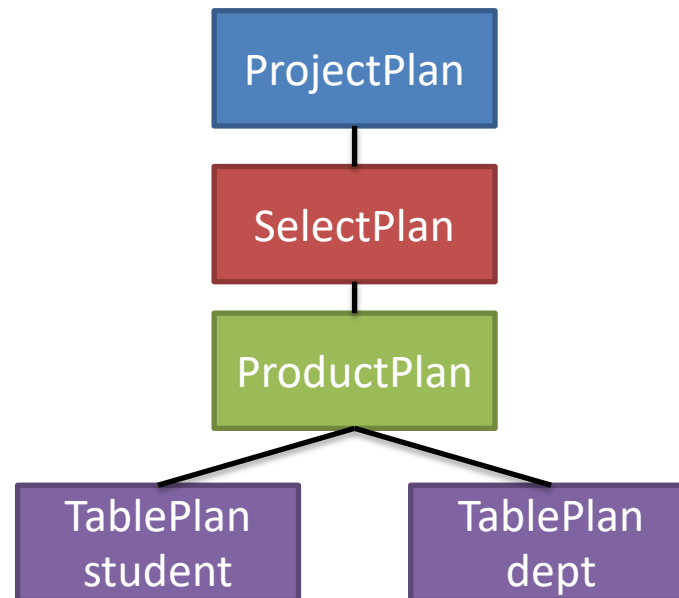 ProjectPlan
SelectPlan
ProductPlan
TablePlan
student
TablePlan
dept